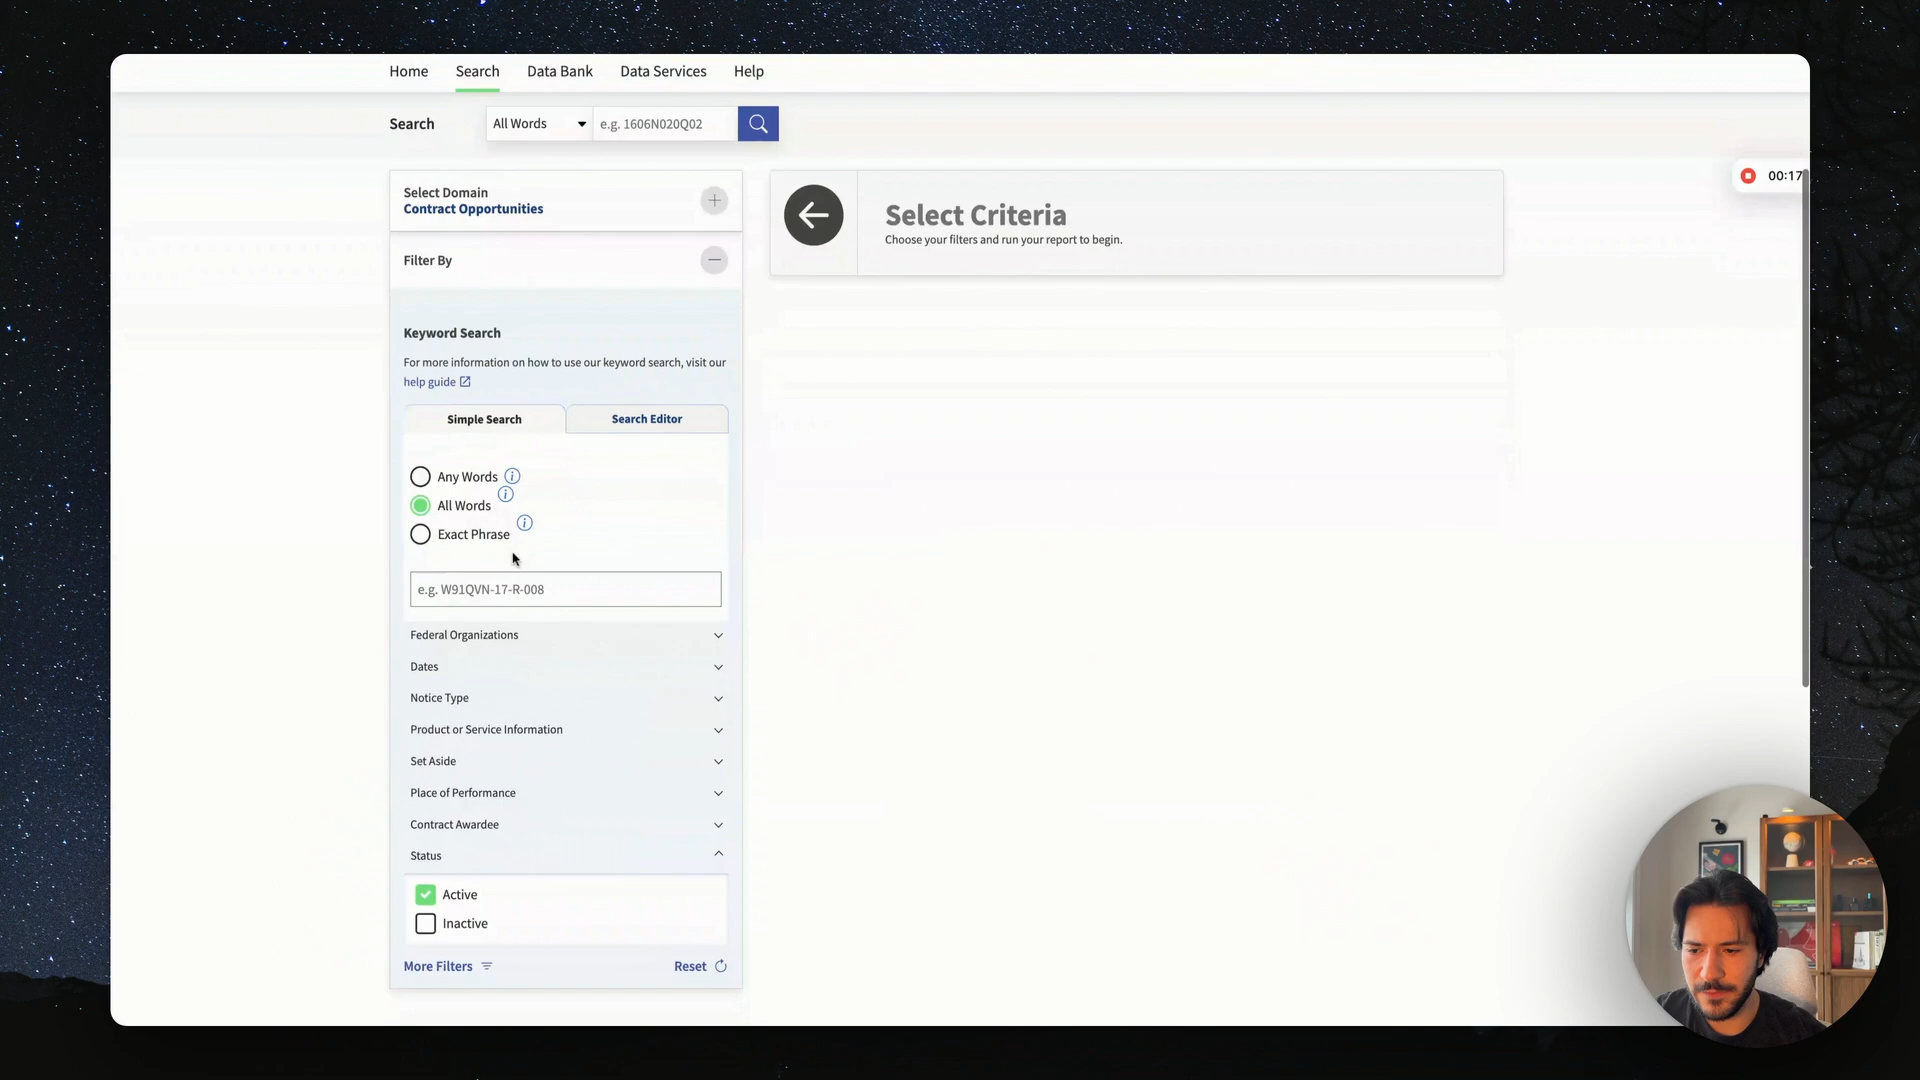 Home Search Data Bank Data Services Help
Search All Words e.g. 1606N020Q02
00:17
Select Domain
Contract Opportunities
Filter By
Select Criteria
Choose your filters and run your report to begin.
Keyword Search
For more information on how to use our keyword search, visit our
help guide
Simple Search Search Editor
Any Words
All Words
Exact Phrase
e.g. W91QVN-17-R-008
Federal Organizations
Dates
Notice Type
Product or Service Information
Set Aside
Place of Performance
Contract Awardee
Status
Active
Inactive
More Filters Reset